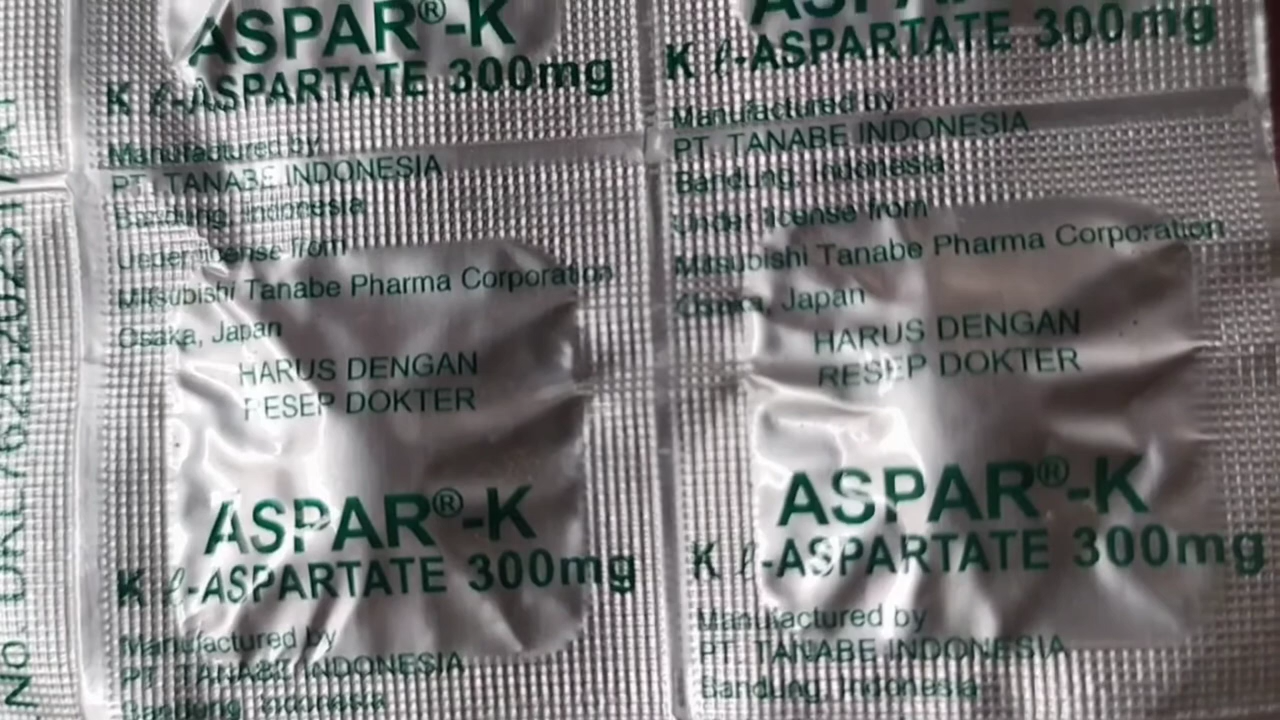 ASPAR®-K
K ℓ-ASPARTATE 300mg
Manufactured by
PT. TANABE INDONESIA
Bandung, Indonesia
Under license from
Mitsubishi Tanabe Pharma Corporation
Osaka, Japan
HARUS DENGAN
RESEP DOKTER
ASPAR®-K
K ℓ-ASPARTATE 300mg
Manufactured by
PT. TANABE INDONESIA
Bandung, Indonesia
K ℓ-ASPARTATE 300mg
Manufactured by
PT. TANABE INDONESIA
Bandung, Indonesia
Under license from
Mitsubishi Tanabe Pharma Corporation
Osaka, Japan
HARUS DENGAN
RESEP DOKTER
ASPAR®-K
K ℓ-ASPARTATE 300mg
Manufactured by
PT. TANABE INDONESIA
Bandung, Indonesia
No.